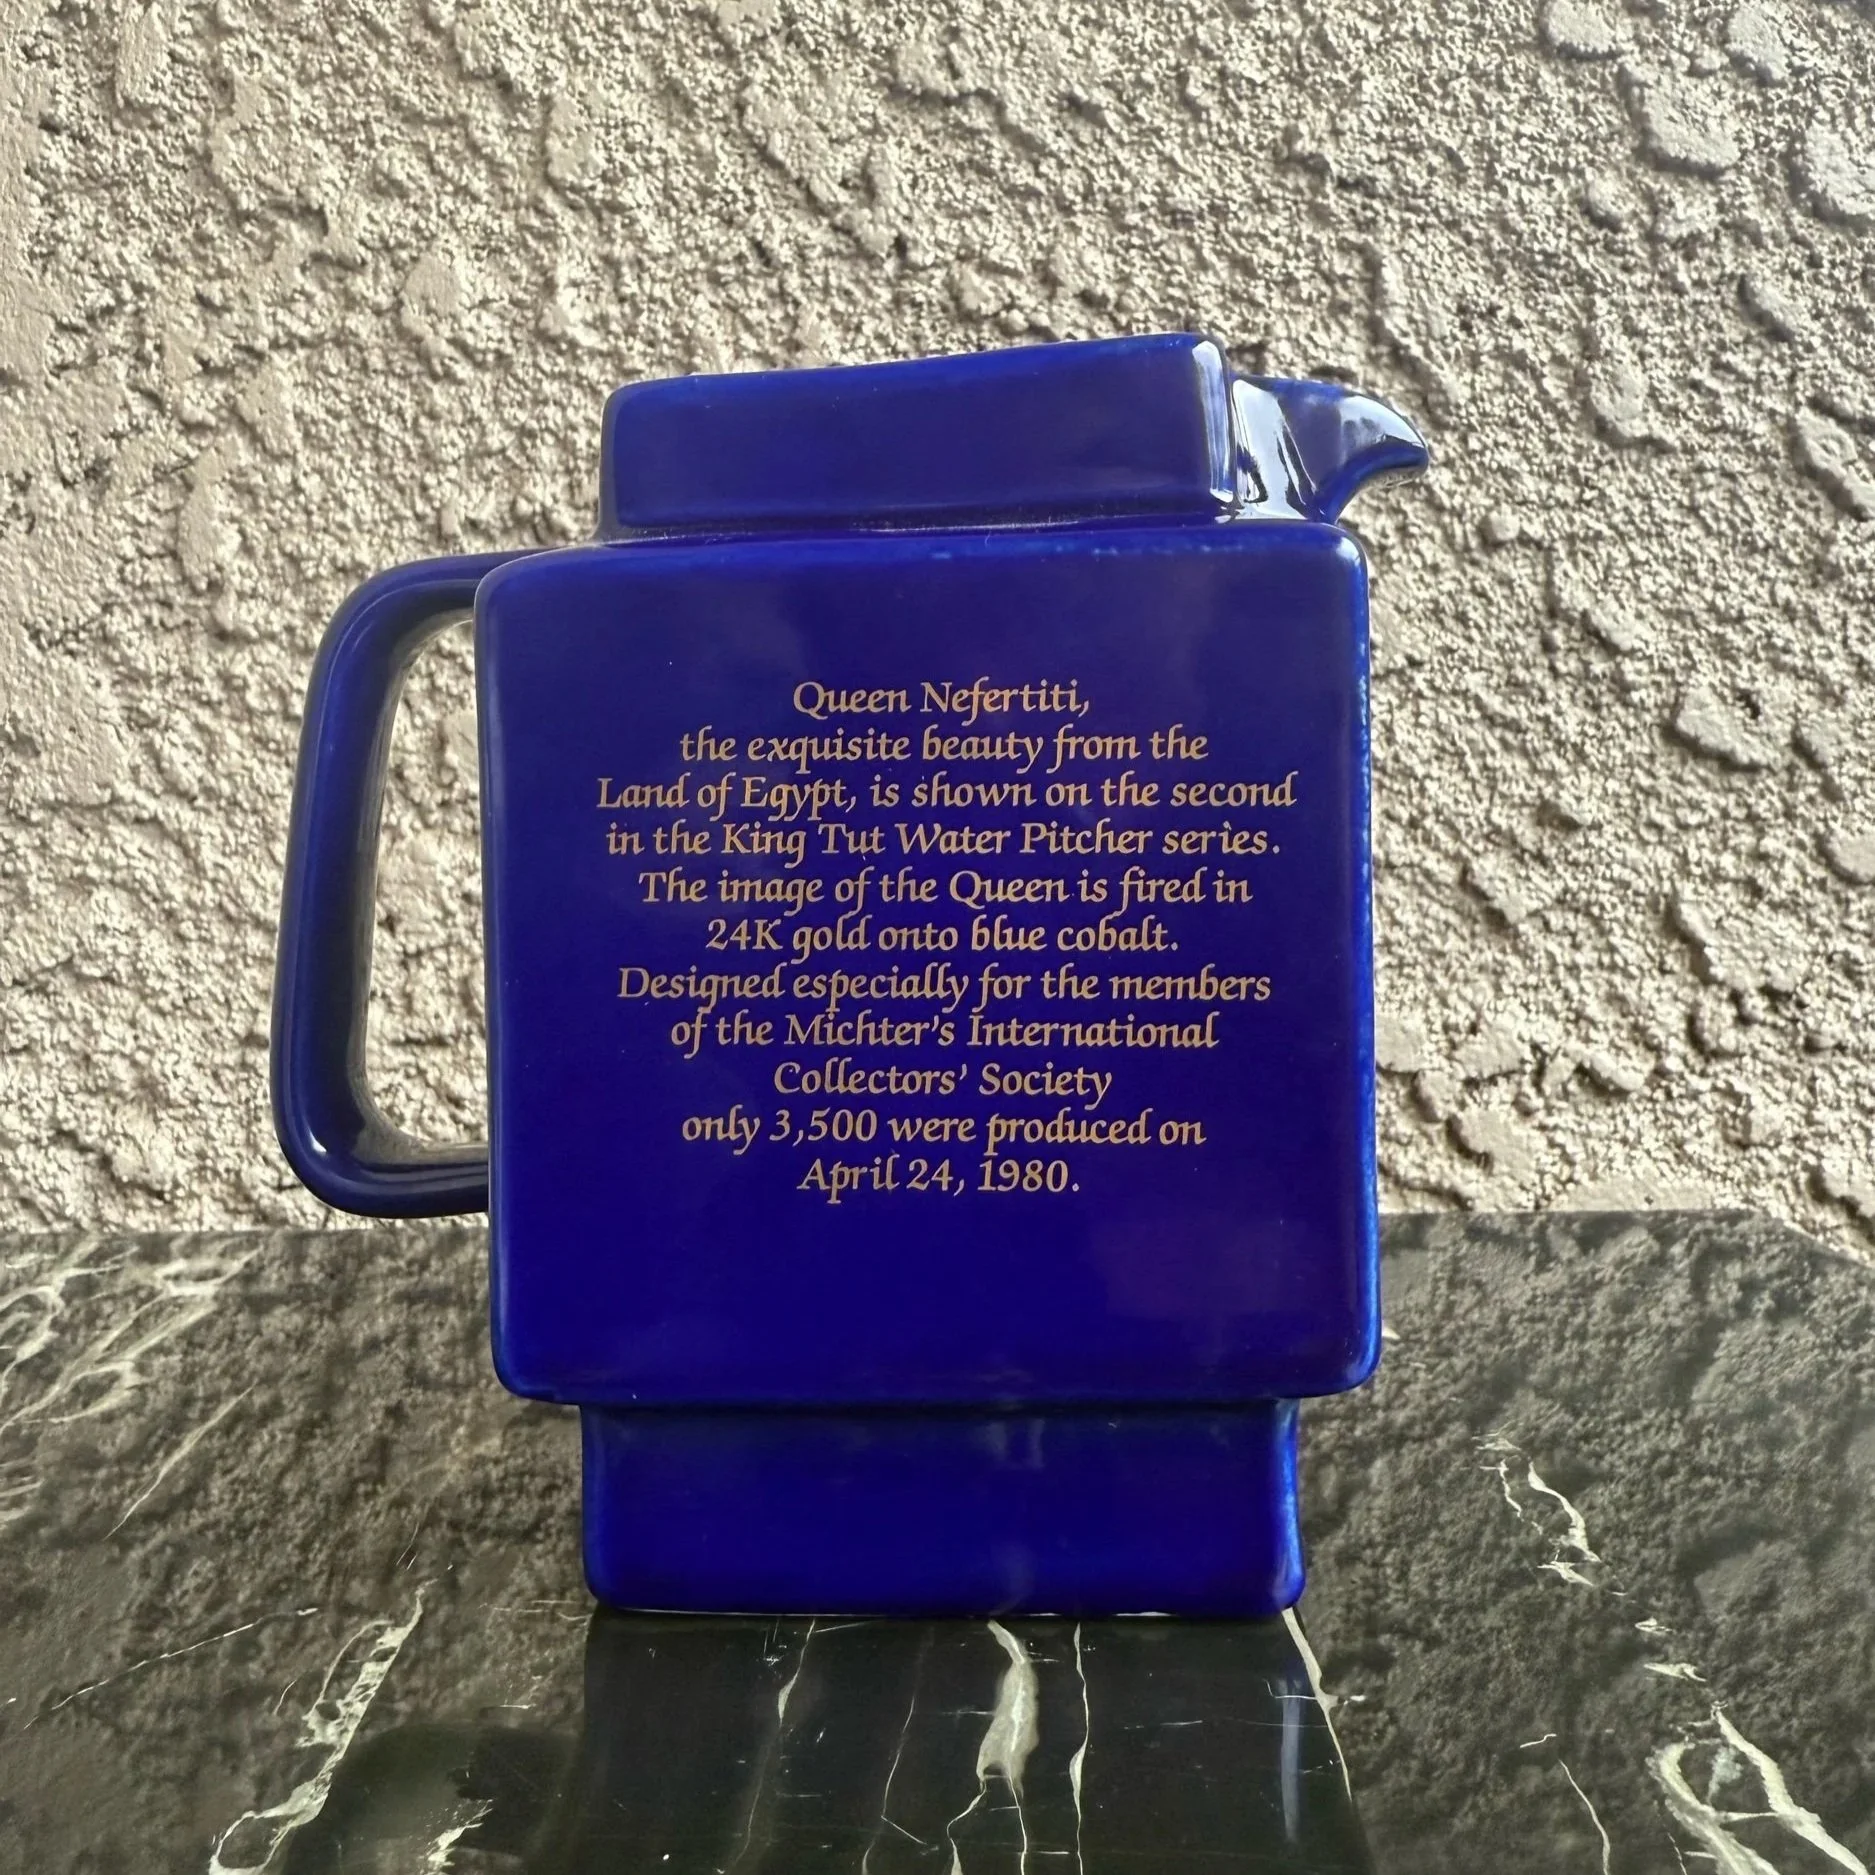 Queen Nefertiti,
the exquisite beauty from the
Land of Egypt, is shown on the second
in the King Tut Water Pitcher series.
The image of the Queen is fired in
24K gold onto blue cobalt.
Designed especially for the members
of the Michter's International
Collectors' Society
only 3,500 were produced on
April 24, 1980.